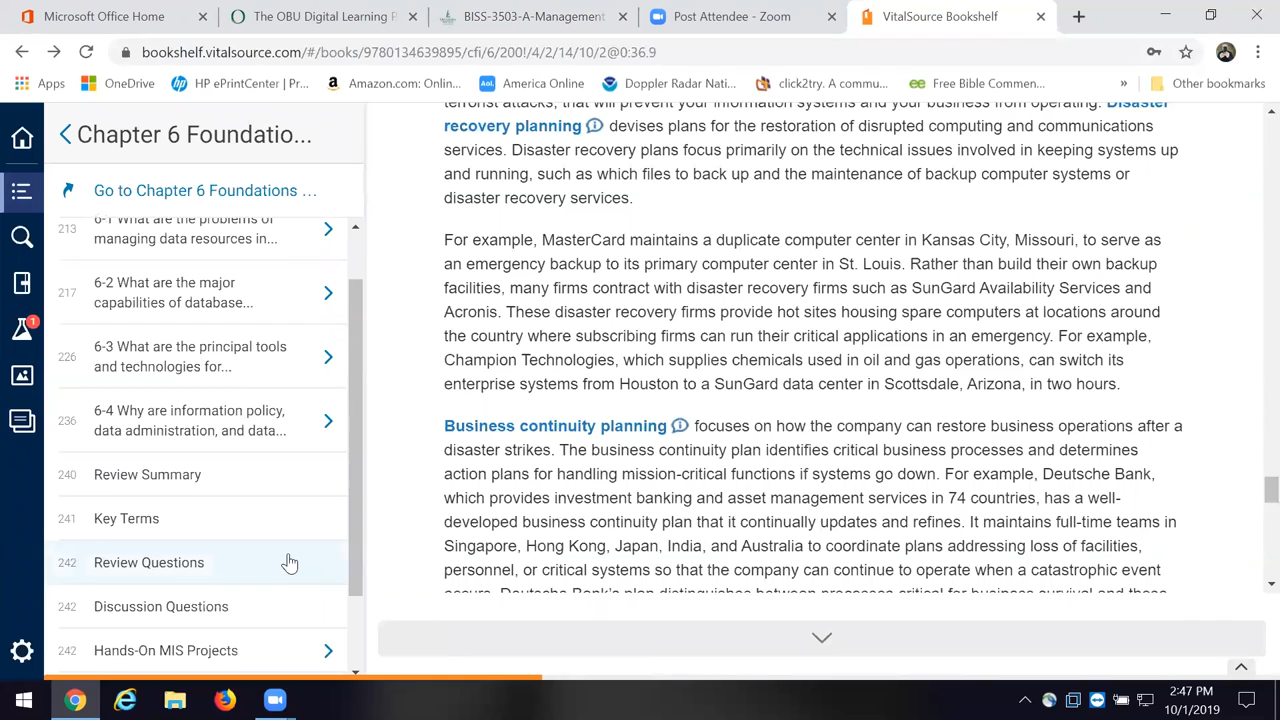 Microsoft Office Home
The OBU Digital Learning P
BISS-3503-A-Management
Post Attendee - Zoom
VitalSource Bookshelf
bookshelf.vitalsource.com/#/books/9780134639895/cfi/6/200!/4/2/14/10/2@0:36.9
Apps
OneDrive
HP ePrintCenter | Pr...
Amazon.com: Onlin...
America Online
Doppler Radar Nati...
click2try. A commu...
Free Bible Commen...
»
Other bookmarks
Chapter 6 Foundatio...
Go to Chapter 6 Foundations ...
213 6-1 What are the problems of
managing data resources in...
217 6-2 What are the major
capabilities of database...
226 6-3 What are the principal tools
and technologies for...
236 6-4 Why are information policy,
data administration, and data...
240 Review Summary
241 Key Terms
242 Review Questions
242 Discussion Questions
242 Hands-On MIS Projects
1
terrorist attacks, that will prevent your information systems and your business from operating. Disaster
recovery planning devises plans for the restoration of disrupted computing and communications
services. Disaster recovery plans focus primarily on the technical issues involved in keeping systems up
and running, such as which files to back up and the maintenance of backup computer systems or
disaster recovery services.
For example, MasterCard maintains a duplicate computer center in Kansas City, Missouri, to serve as
an emergency backup to its primary computer center in St. Louis. Rather than build their own backup
facilities, many firms contract with disaster recovery firms such as SunGard Availability Services and
Acronis. These disaster recovery firms provide hot sites housing spare computers at locations around
the country where subscribing firms can run their critical applications in an emergency. For example,
Champion Technologies, which supplies chemicals used in oil and gas operations, can switch its
enterprise systems from Houston to a SunGard data center in Scottsdale, Arizona, in two hours.
Business continuity planning focuses on how the company can restore business operations after a
disaster strikes. The business continuity plan identifies critical business processes and determines
action plans for handling mission-critical functions if systems go down. For example, Deutsche Bank,
which provides investment banking and asset management services in 74 countries, has a well-
developed business continuity plan that it continually updates and refines. It maintains full-time teams in
Singapore, Hong Kong, Japan, India, and Australia to coordinate plans addressing loss of facilities,
personnel, or critical systems so that the company can continue to operate when a catastrophic event
occurs. Deutsche Bank's plan distinguishes between processes critical for business survival and those
2:47 PM
10/1/2019